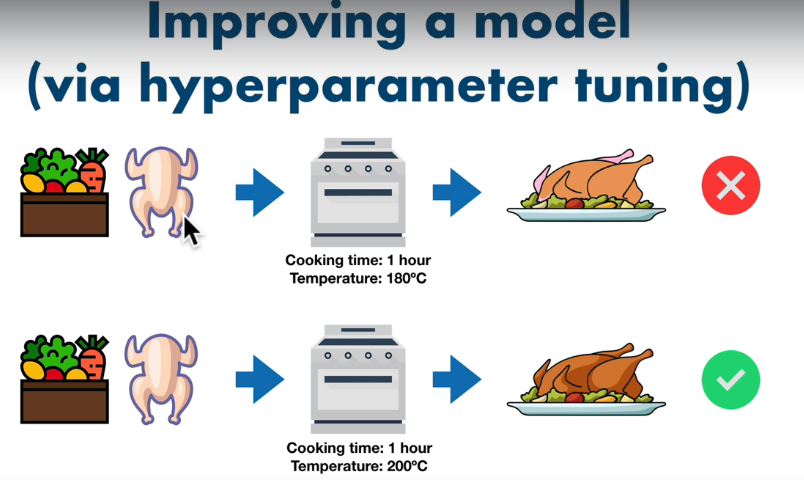 Improving a model
(via hyperparameter tuning)
Cooking time: 1 hour
Temperature: 180ºC
Cooking time: 1 hour
Temperature: 200ºC